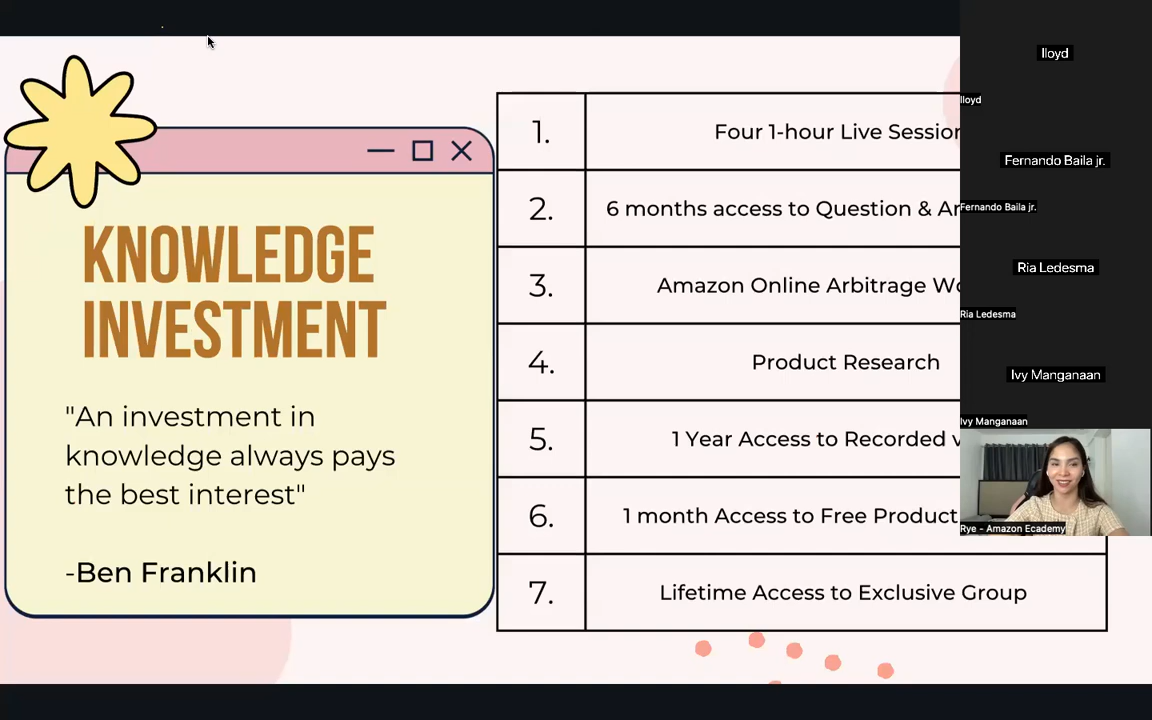 KNOWLEDGE
INVESTMENT
"An investment in
knowledge always pays
the best interest"
-Ben Franklin
1. Four 1-hour Live Session
2. 6 months access to Question &
3. Amazon Online Arbitrage
4. Product Research
5. 1 Year Access to Recorded
6. 1 month Access to Free Product
7. Lifetime Access to Exclusive Group
lloyd
lloyd
Fernando Baila jr.
Fernando Baila jr.
Ria Ledesma
Ria Ledesma
Ivy Manganaan
Ivy Manganaan
Rye - Amazon Ecademy